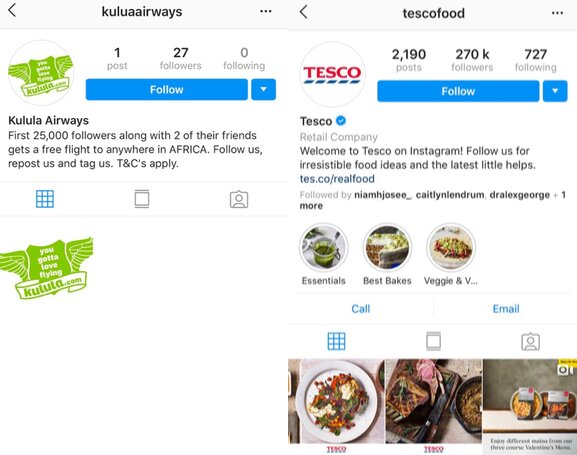 kuluaairways
1 27 0
post followers following
Follow
you
gotta
love
flying
kulula.com
Kulula Airways
First 25,000 followers along with 2 of their friends
gets a free flight to anywhere in AFRICA. Follow us,
repost us and tag us. T&C's apply.
you
gotta
love
flying
kulula.com
tescofood
TESCO
2,190 270 k 727
posts followers following
Follow
Tesco
Retail Company
Welcome to Tesco on Instagram! Follow us for
irresistible food ideas and the latest little helps.
tes.co/realfood
Followed by niamhjosee_, caitlynlendrum, dralexgeorge + 1
more
Essentials Best Bakes Veggie & V...
Call Email
TESCO
TESCO
Enjoy different mains from our
three course Valentine's Menu.